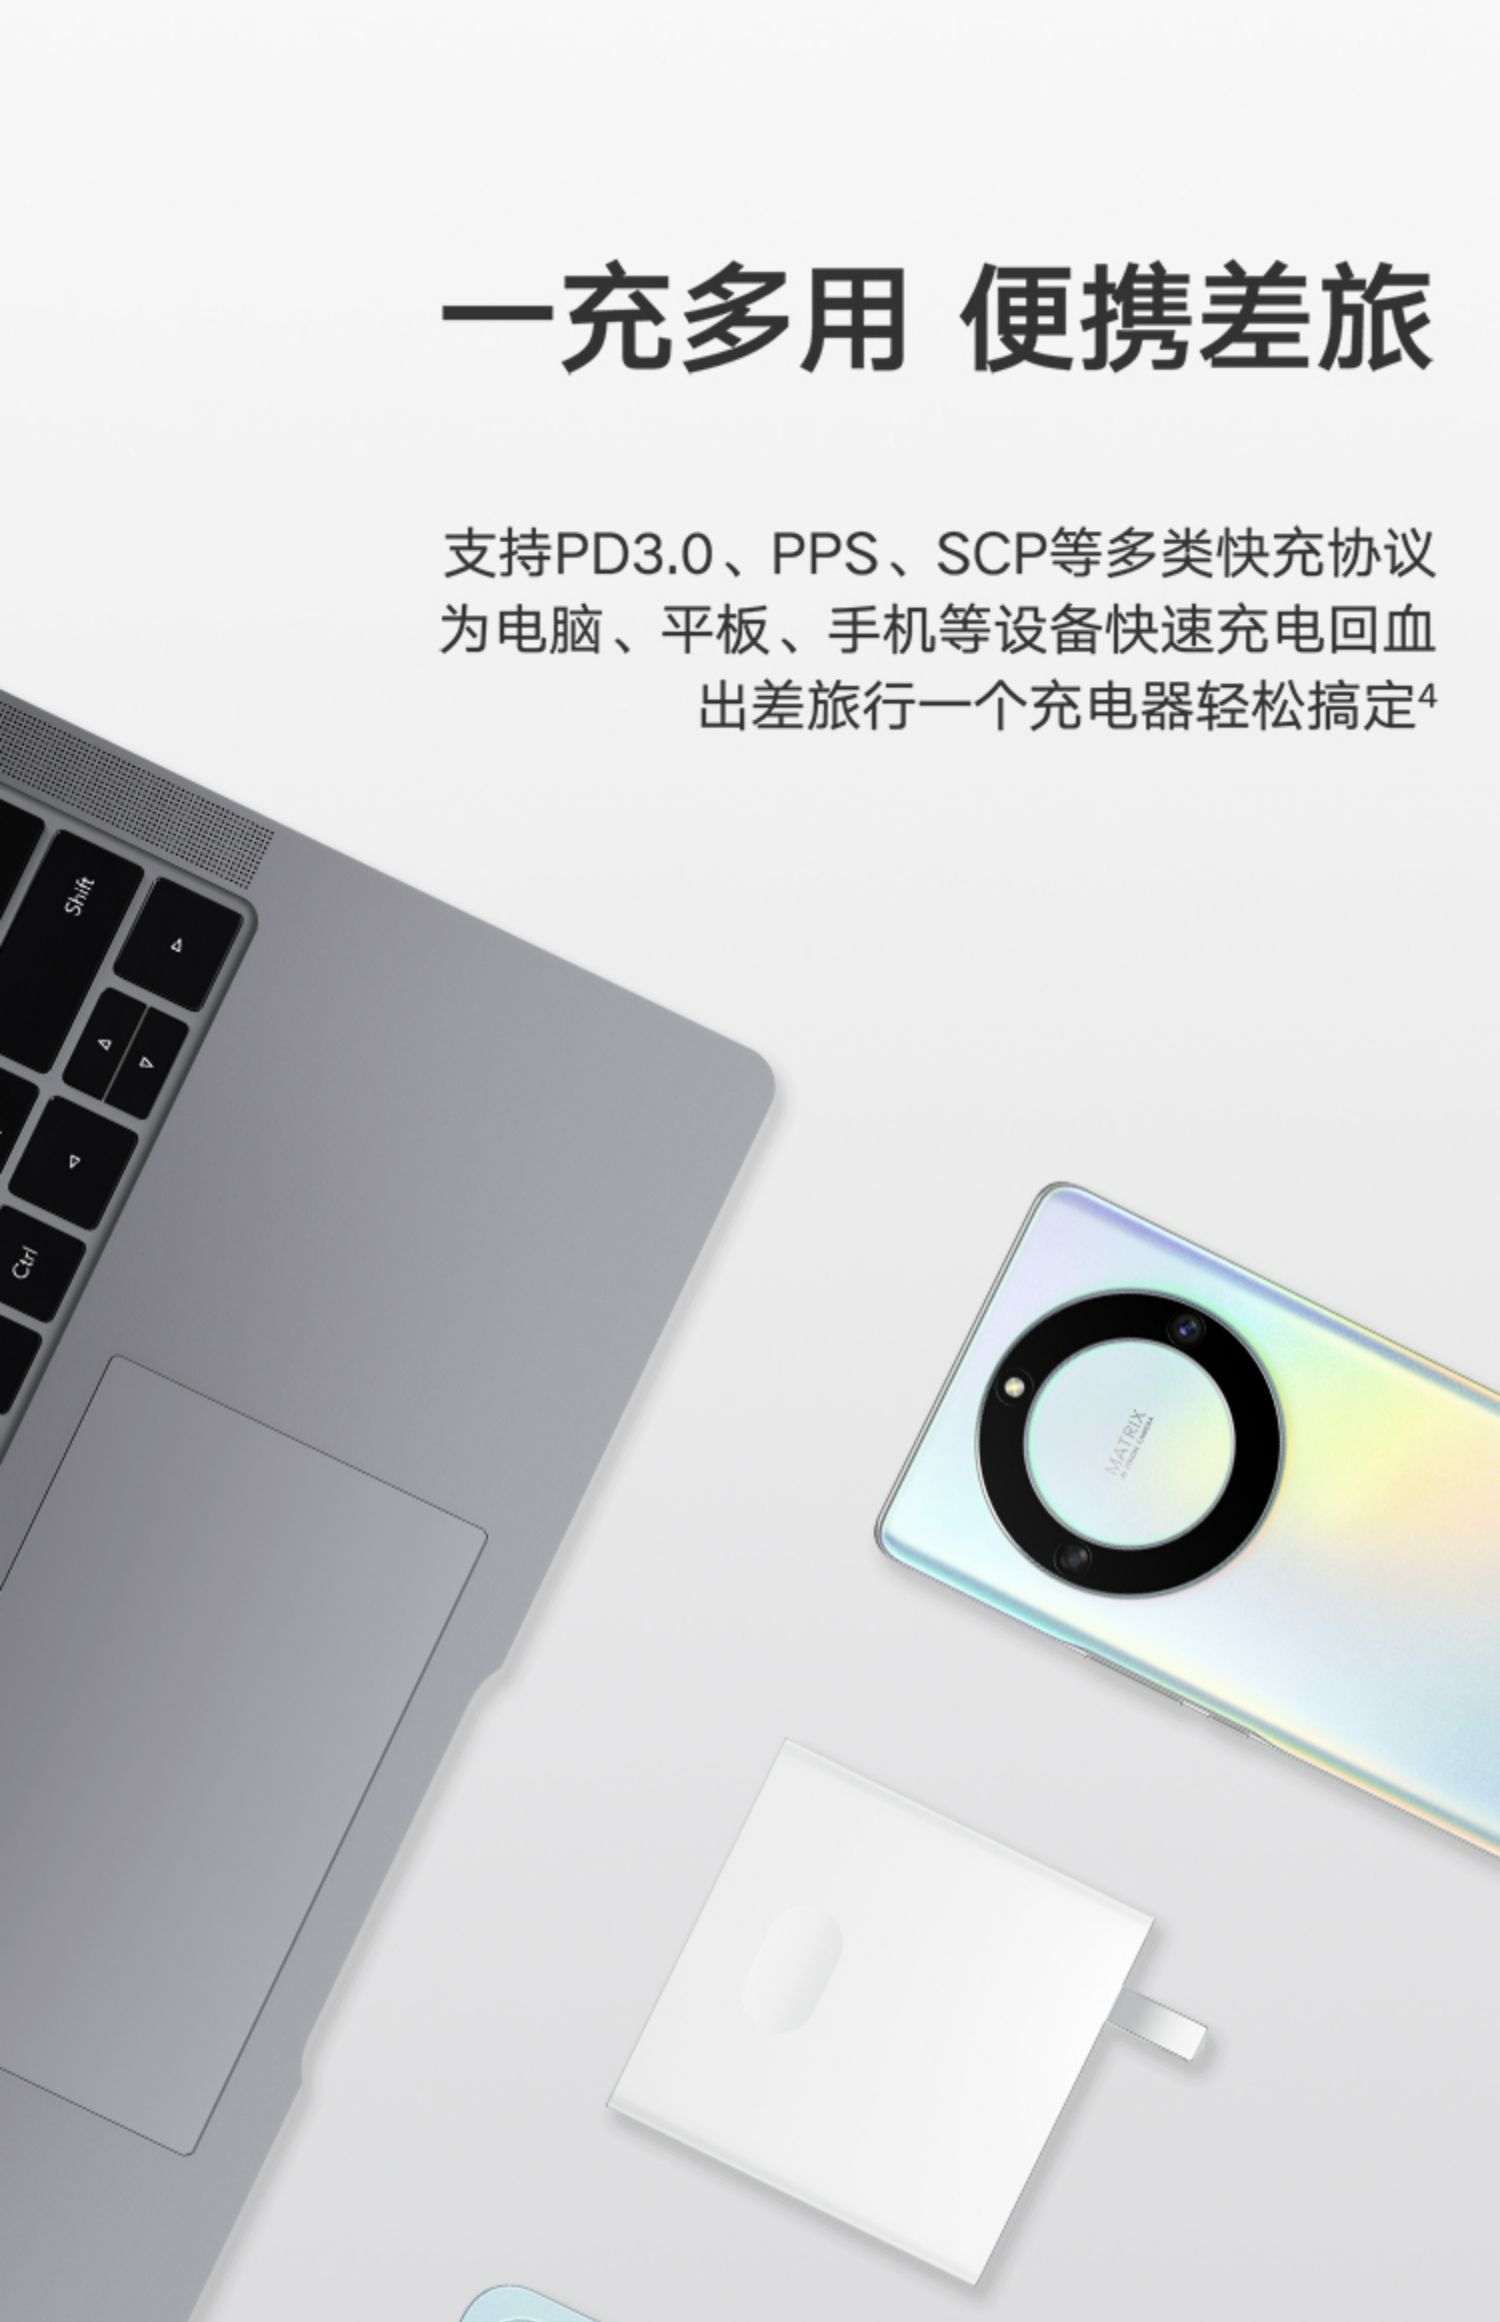 一充多用 便携差旅
支持PD3.0、PPS、SCP等多类快充协议
为电脑、平板、手机等设备快速充电回血
出差旅行一个充电器轻松搞定⁴
Shift
Ctrl
MATRIX